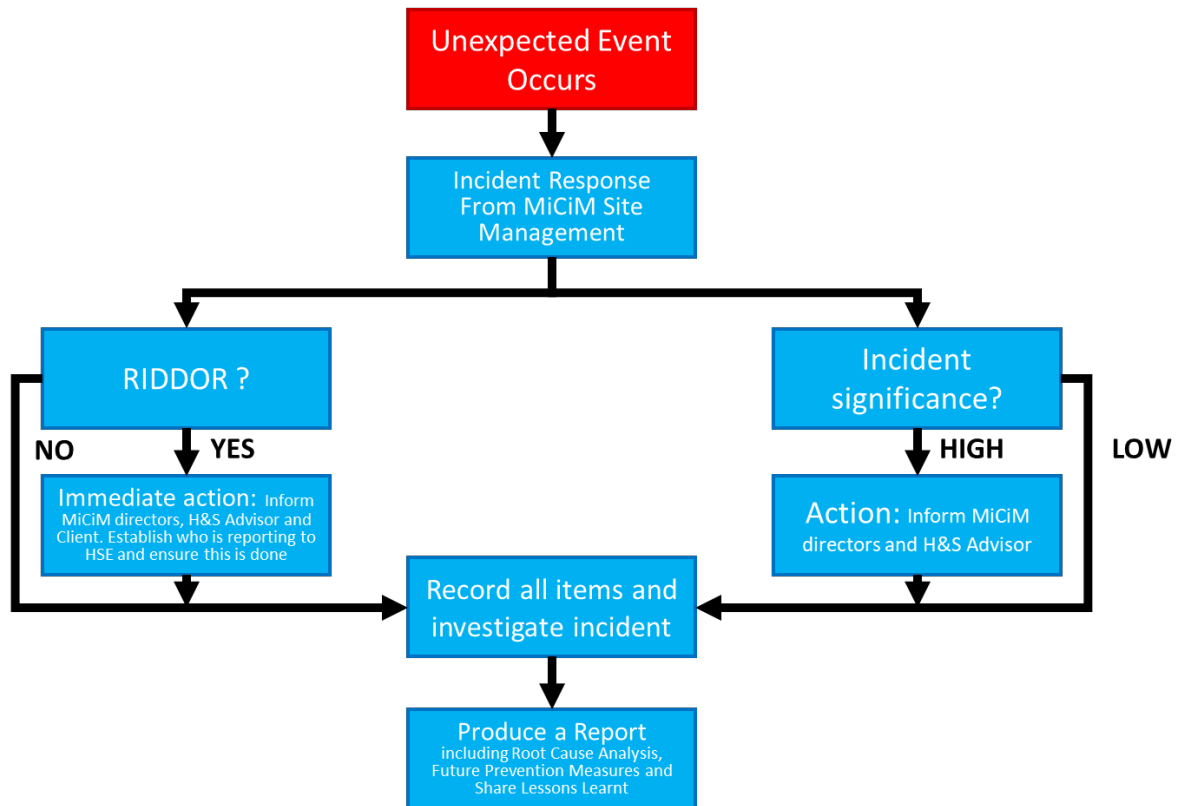 Unexpected Event
Occurs
Incident Response
From MiCiM Site
Management
RIDDOR ?
Incident
significance?
NO
YES
HIGH
LOW
Immediate action: Inform
MiCiM directors, H&S Advisor and
Client. Establish who is reporting to
HSE and ensure this is done
Action: Inform MiCiM
directors and H&S Advisor
Record all items and
investigate incident
Produce a Report
including Root Cause Analysis,
Future Prevention Measures and
Share Lessons Learnt